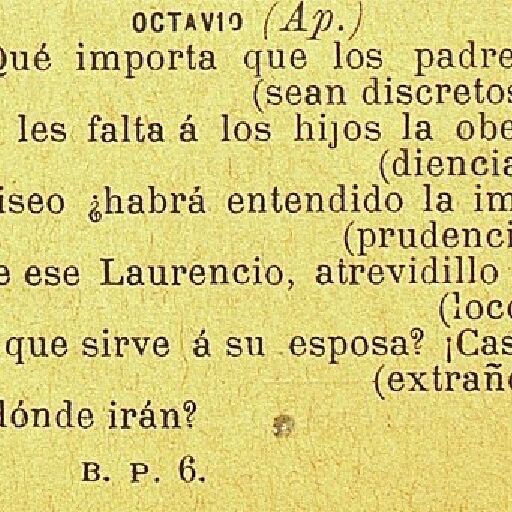 OCTAVIO (Ap.)
Qué importa que los padre
(sean discretos
les falta á los hijos la obe
(diencia
iseo ¿habrá entendido la im
(prudenci
e ese Laurencio, atrevidillo
(loco
que sirve á su esposa? ¡Cas
(extraño
dónde irán?
B. P. 6.